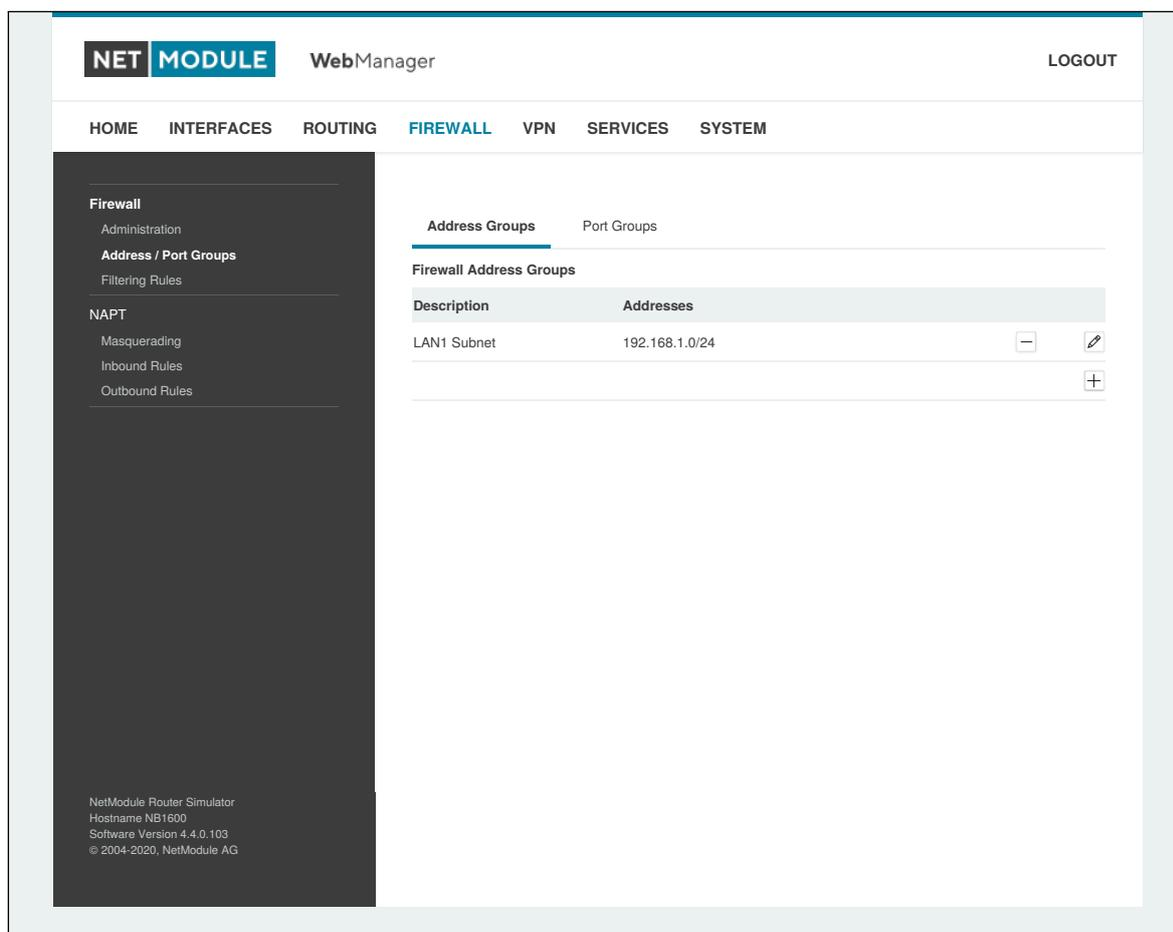 NET MODULE WebManager LOGOUT
HOME INTERFACES ROUTING FIREWALL VPN SERVICES SYSTEM
Firewall
Administration
Address / Port Groups
Filtering Rules
NAPT
Masquerading
Inbound Rules
Outbound Rules
Address Groups Port Groups
Firewall Address Groups
Description Addresses
LAN1 Subnet 192.168.1.0/24
NetModule Router Simulator
Hostname NB1600
Software Version 4.4.0.103
© 2004-2020, NetModule AG